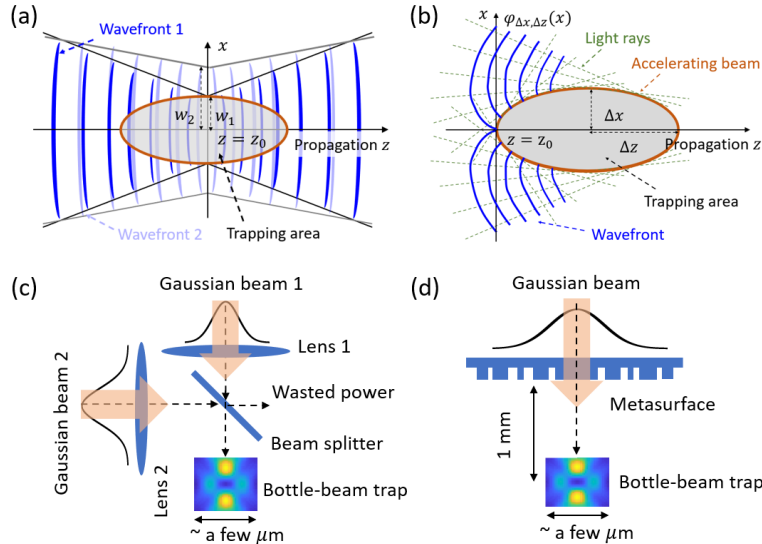 (a)
Wavefront 1
x
w₂
w₁
z = z₀
Propagation z
Wavefront 2
Trapping area
(b)
x
φΔx,Δz(x)
Light rays
Accelerating beam
Δx
z = z₀
Δz
Propagation z
Trapping area
Wavefront
(c)
Gaussian beam 1
Gaussian beam 2
Lens 1
Wasted power
Beam splitter
Lens 2
Bottle-beam trap
~ a few μm
(d)
Gaussian beam
Metasurface
1 mm
Bottle-beam trap
~ a few μm